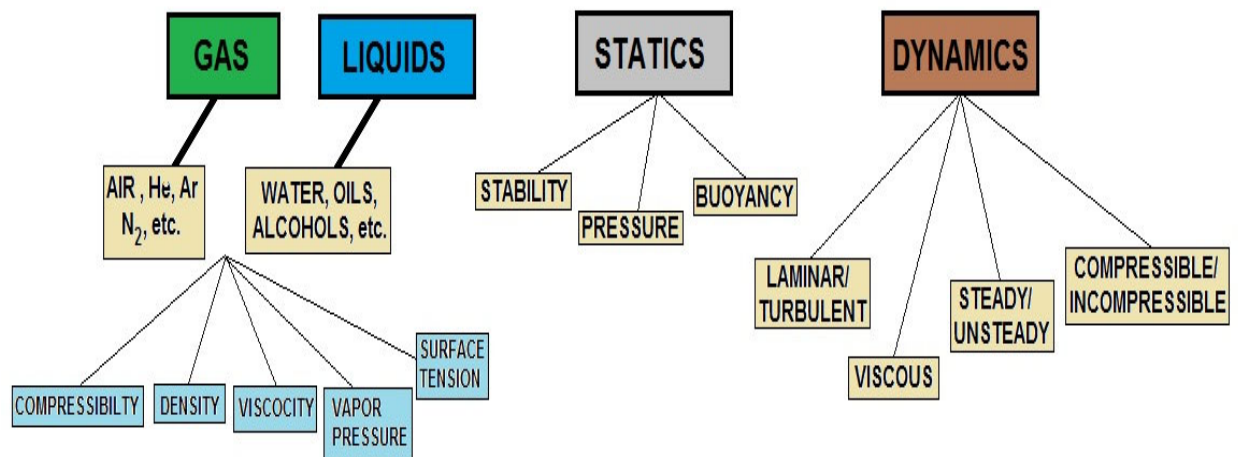 GAS
LIQUIDS
STATICS
DYNAMICS
AIR , He, Ar
N₂, etc.
WATER, OILS,
ALCOHOLS, etc.
STABILITY
PRESSURE
BUOYANCY
LAMINAR/
TURBULENT
VISCOUS
STEADY/
UNSTEADY
COMPRESSIBLE/
INCOMPRESSIBLE
COMPRESSIBILTY
DENSITY
VISCOCITY
VAPOR
PRESSURE
SURFACE
TENSION